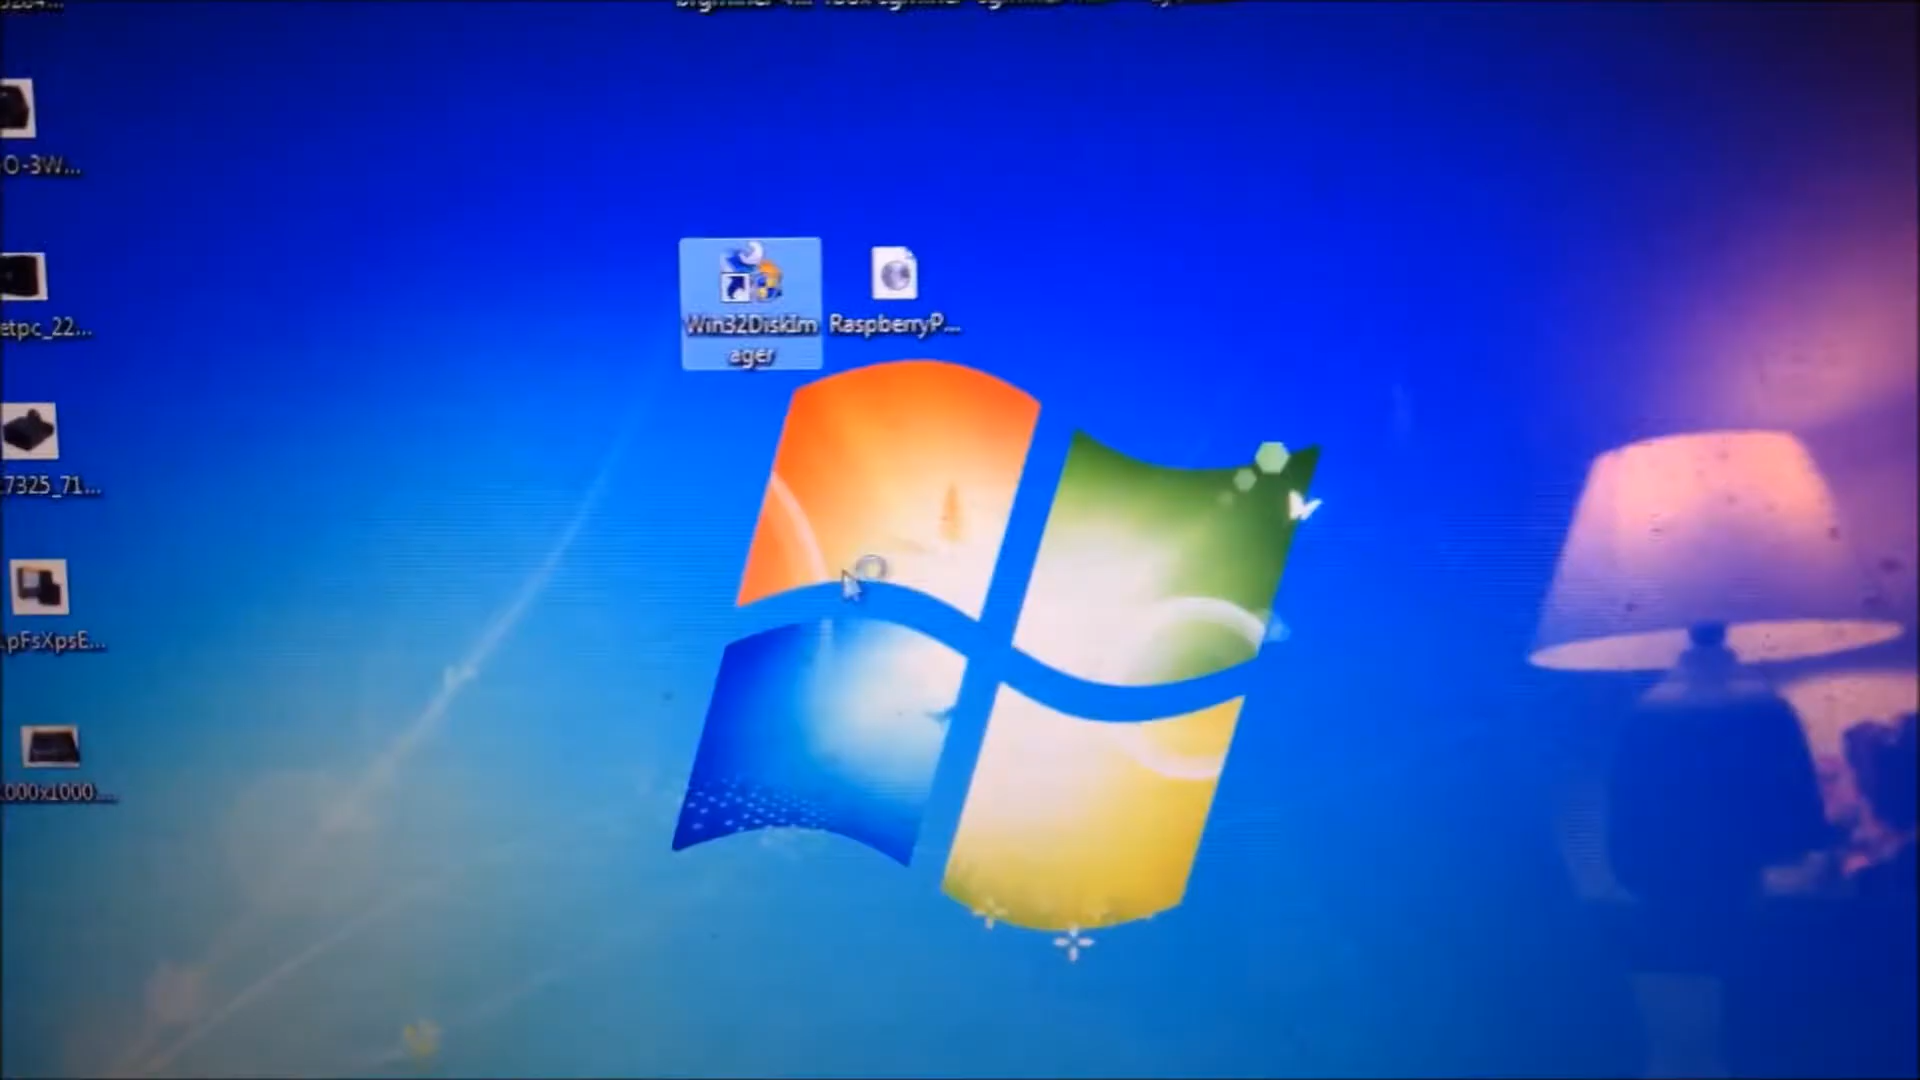 O-3W...
etpc_22...
Win32DiskIm
ager
RaspberryP...
7325_71...
.pFsXpsE...
000x1000....